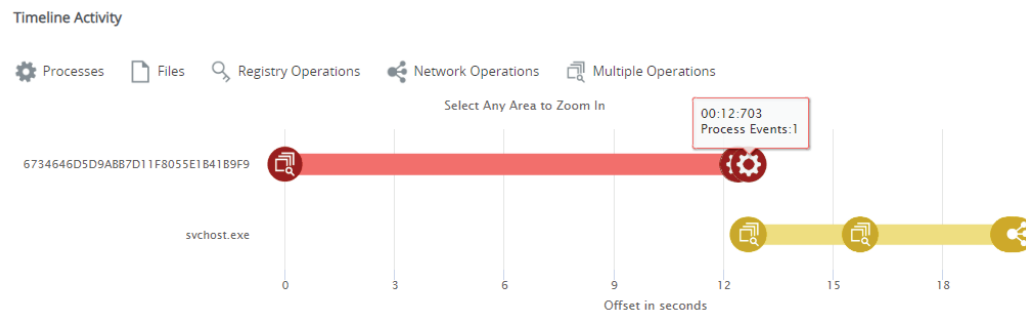 Timeline Activity
Processes Files Registry Operations Network Operations Multiple Operations
Select Any Area to Zoom In
00:12:703
Process Events:1
6734646D5D9ABB7D11F8055E1B41B9F9
svchost.exe
0 3 6 9 12 15 18
Offset in seconds